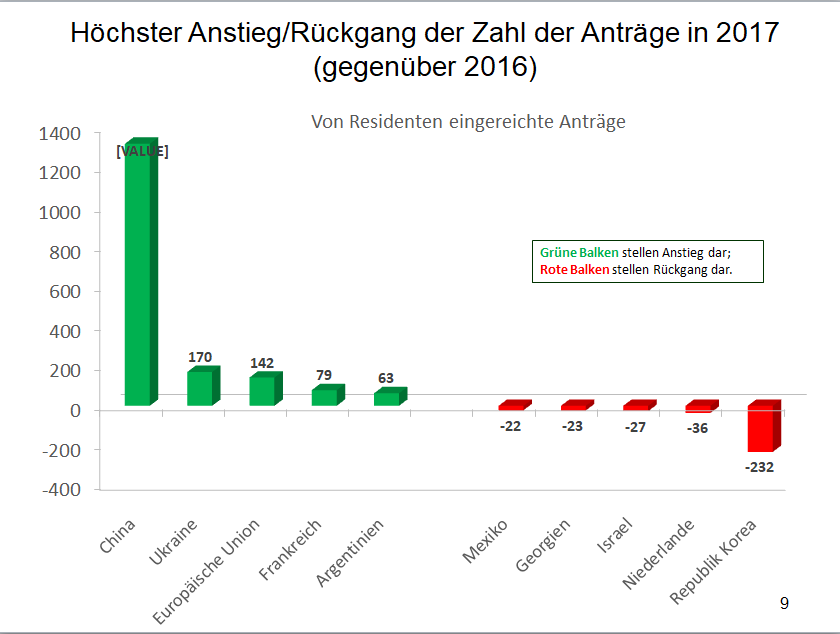 Höchster Anstieg/Rückgang der Zahl der Anträge in 2017
(gegenüber 2016)
Von Residenten eingereichte Anträge
1400
1200
1000
800
600
400
200
0
-200
-400
[VALUE]
170
142
79
63
-22
-23
-27
-36
-232
Grüne Balken stellen Anstieg dar;
Rote Balken stellen Rückgang dar.
China
Ukraine
Europäische Union
Frankreich
Argentinien
Mexiko
Georgien
Israel
Niederlande
Republik Korea
9